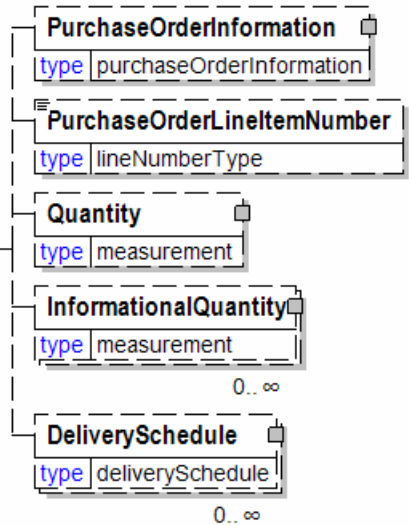 PurchaseOrderInformation
type purchaseOrderInformation
PurchaseOrderLineItemNumber
type lineNumberType
Quantity
type measurement
InformationalQuantity
type measurement
0.. ∞
DeliverySchedule
type deliverySchedule
0.. ∞